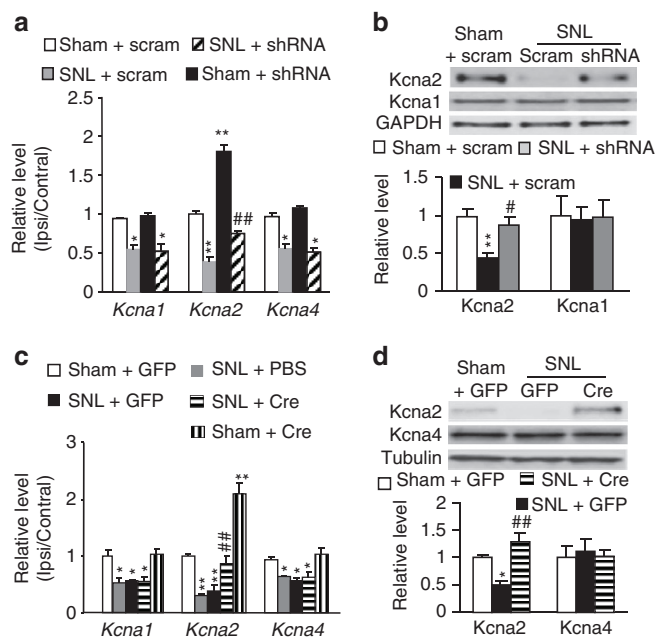 a
Sham + scram SNL + shRNA
SNL + scram Sham + shRNA
Relative level
(Ipsi/Contral)
2.5
2
1.5
1
0.5
0
* * ** ** ## * *
Kcna1 Kcna2 Kcna4
b
Sham SNL
+ scram Scram shRNA
Kcna2
Kcna1
GAPDH
Sham + scram SNL + shRNA
SNL + scram
Relative level
1.5
1
0.5
0
** #
Kcna2 Kcna1
c
Sham + GFP SNL + PBS
SNL + GFP SNL + Cre
Sham + Cre
Relative level
(Ipsi/Contral)
3
2
1
0
* * * ** ** ## ** * * *
Kcna1 Kcna2 Kcna4
d
Sham SNL
+ GFP GFP Cre
Kcna2
Kcna4
Tubulin
Sham + GFP SNL + Cre
SNL + GFP
Relative level
2
1.5
1
0.5
0
* ##
Kcna2 Kcna4